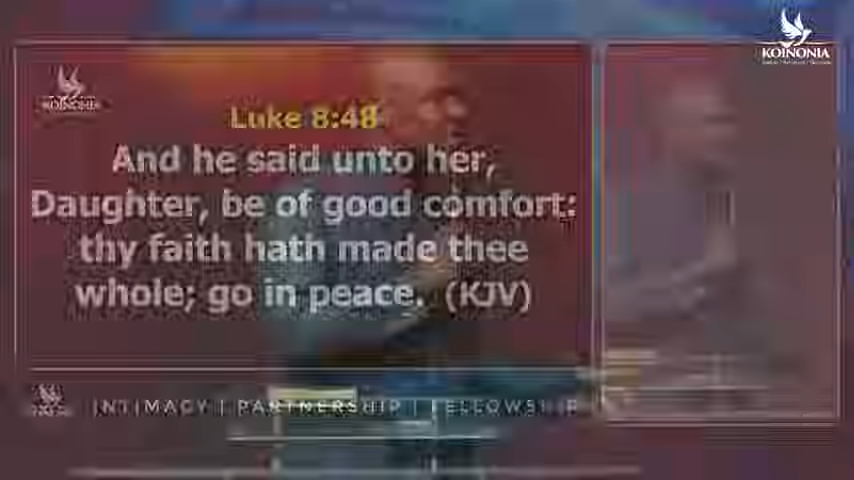 KOINONIA
KOINONIA
Luke 8:48
And he said unto her,
Daughter, be of good comfort:
thy faith hath made thee
whole; go in peace. (KJV)
INTIMACY | PARTNERSHIP | FELLOWSHIP